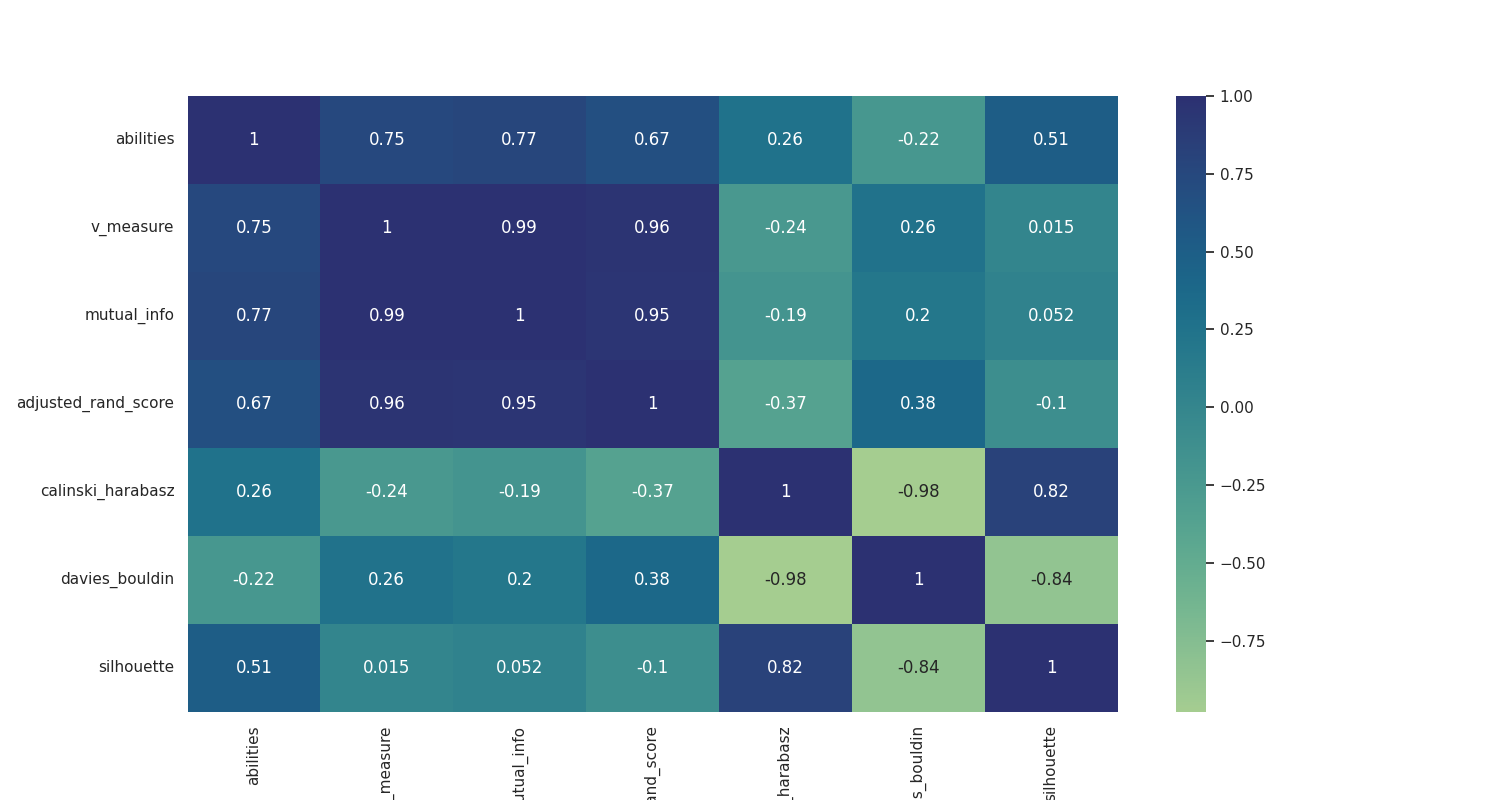 abilities 1 0.75 0.77 0.67 0.26 -0.22 0.51
v_measure 0.75 1 0.99 0.96 -0.24 0.26 0.015
mutual_info 0.77 0.99 1 0.95 -0.19 0.2 0.052
adjusted_rand_score 0.67 0.96 0.95 1 -0.37 0.38 -0.1
calinski_harabasz 0.26 -0.24 -0.19 -0.37 1 -0.98 0.82
davies_bouldin -0.22 0.26 0.2 0.38 -0.98 1 -0.84
silhouette 0.51 0.015 0.052 -0.1 0.82 -0.84 1
abilities
_measure
utual_info
and_score
_harabasz
s_bouldin
silhouette
1.00
0.75
0.50
0.25
0.00
−0.25
−0.50
−0.75